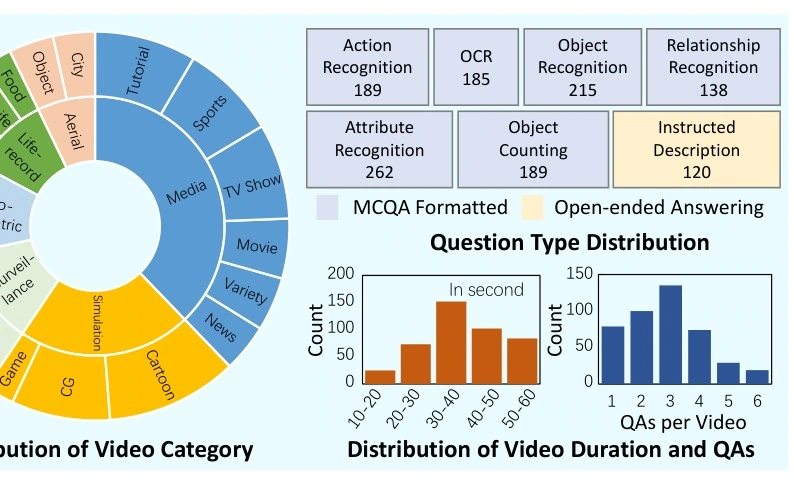 Food
Object
City
Tutorial
Sports
TV Show
Movie
Variety
News
Media
Aerial
Life-
record
Simulation
Cartoon
CG
Game
lance
Action
Recognition
189
OCR
185
Object
Recognition
215
Relationship
Recognition
138
Attribute
Recognition
262
Object
Counting
189
Instructed
Description
120
MCQA Formatted
Open-ended Answering
Question Type Distribution
In second
Count
200
150
100
50
0
10-20
20-30
30-40
40-50
50-60
Count
150
100
50
0
1 2 3 4 5 6
QAs per Video
bution of Video Category
Distribution of Video Duration and QAs